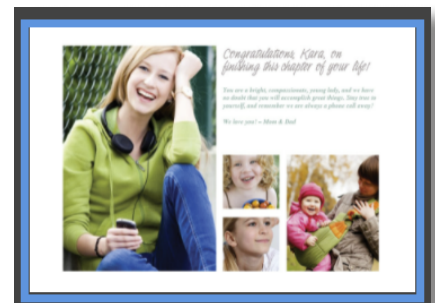 Congratulations, Kara, on
finishing this chapter of your life!
You are a bright, compassionate, young lady, and we have
no doubt that you will accomplish great things. Stay true to
yourself, and remember we are always a phone call away!
We love you! – Mom & Dad